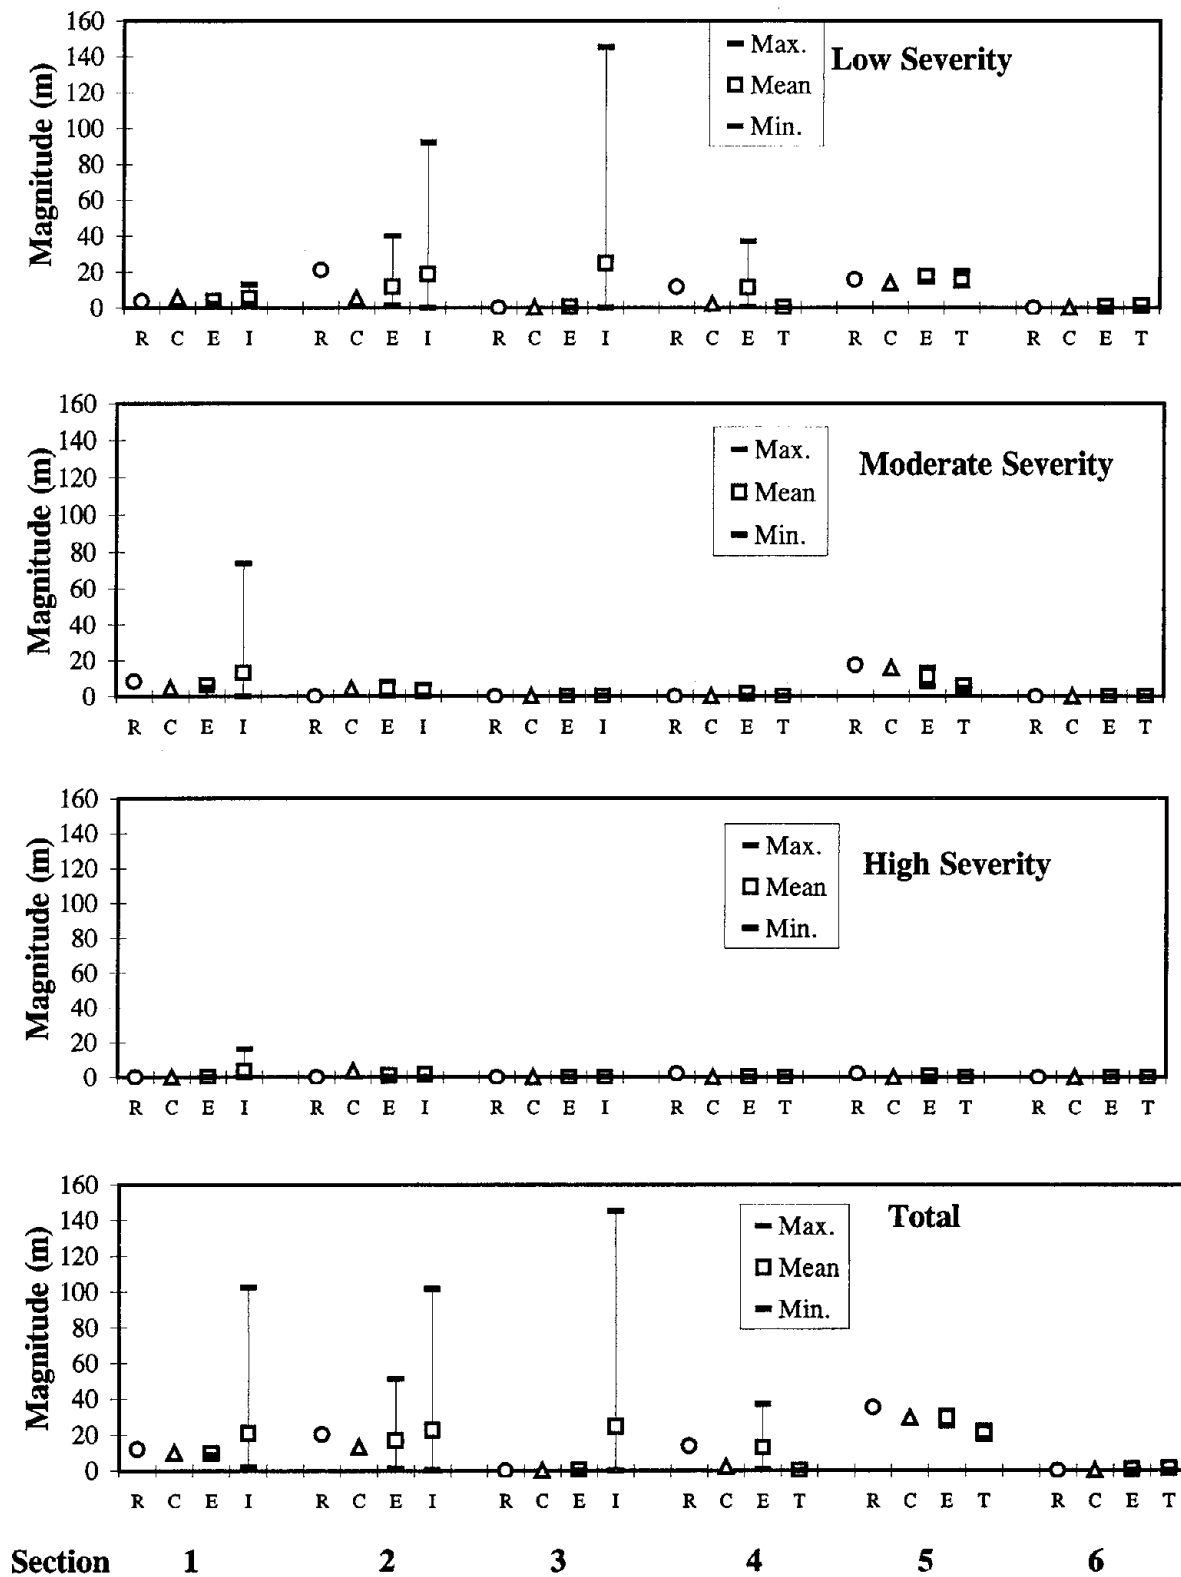 160
140
120
100
80
60
40
20
0
Magnitude (m)
Max.
Mean
Min.
Low Severity
R C E I R C E I R C E I R C E T R C E T R C E T
160
140
120
100
80
60
40
20
0
Magnitude (m)
Max.
Mean
Min.
Moderate Severity
R C E I R C E I R C E I R C E T R C E T R C E T
160
140
120
100
80
60
40
20
0
Magnitude (m)
Max.
Mean
Min.
High Severity
R C E I R C E I R C E I R C E T R C E T R C E T
160
140
120
100
80
60
40
20
0
Magnitude (m)
Max.
Mean
Min.
Total
R C E I R C E I R C E I R C E T R C E T R C E T
Section 1 2 3 4 5 6